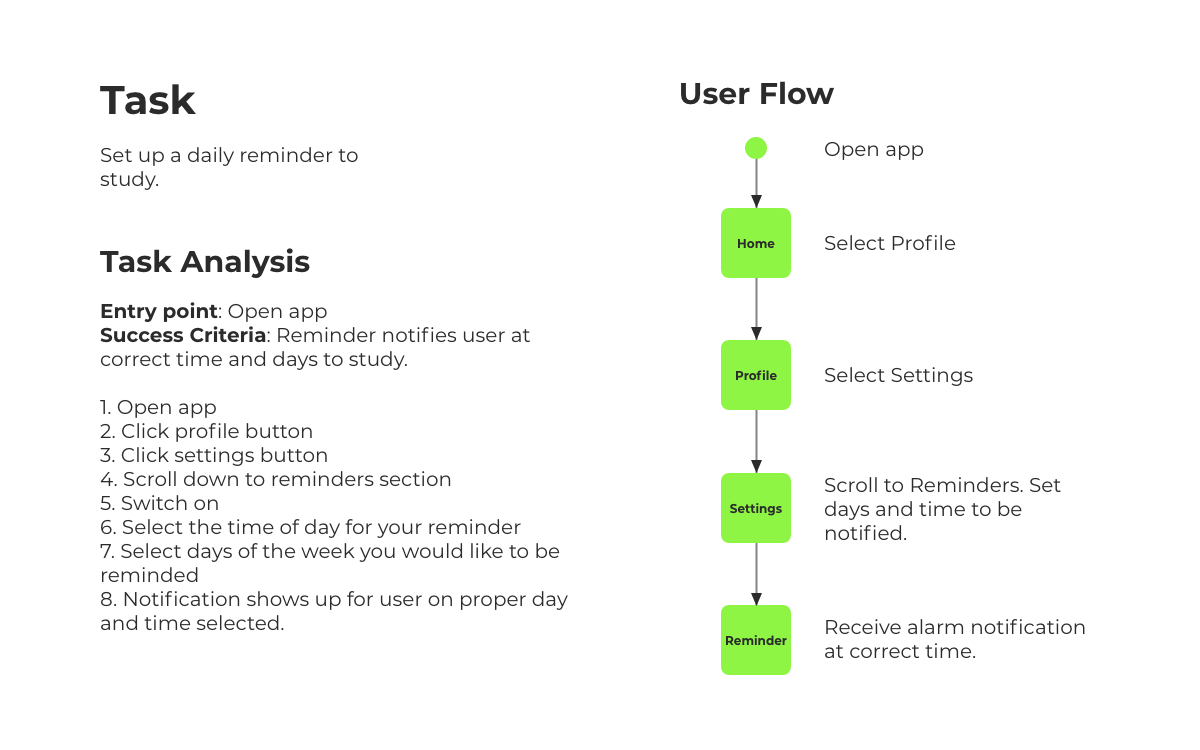 Task
Set up a daily reminder to
study.
Task Analysis
Entry point: Open app
Success Criteria: Reminder notifies user at
correct time and days to study.
1. Open app
2. Click profile button
3. Click settings button
4. Scroll down to reminders section
5. Switch on
6. Select the time of day for your reminder
7. Select days of the week you would like to be
reminded
8. Notification shows up for user on proper day
and time selected.
User Flow
Open app
Home
Select Profile
Profile
Select Settings
Settings
Scroll to Reminders. Set
days and time to be
notified.
Reminder
Receive alarm notification
at correct time.